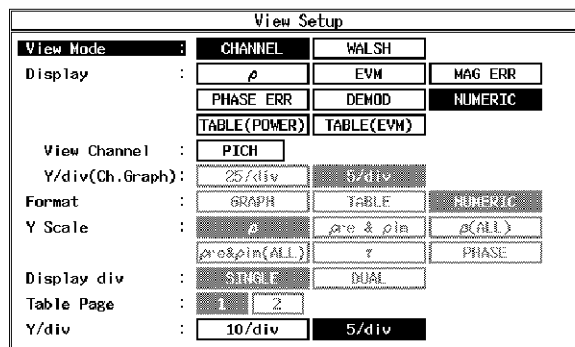 View Setup
View Mode : CHANNEL WALSH
Display : ρ EVM MAG ERR
PHASE ERR DEMOD NUMERIC
TABLE(POWER) TABLE(EVM)
View Channel : PICH
Y/div(Ch.Graph): 25/div 5/div
Format : GRAPH TABLE NUMERIC
Y Scale : ρ ρre & ρim ρ(ALL)
ρre&ρim(ALL) τ PHASE
Display div : SINGLE DUAL
Table Page : 1 2
Y/div : 10/div 5/div